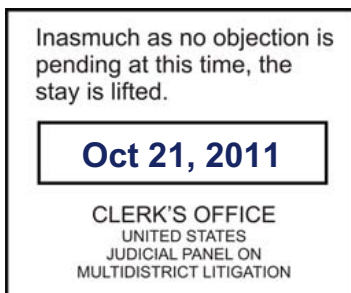 Inasmuch as no objection is
pending at this time, the
stay is lifted.
Oct 21, 2011
CLERK'S OFFICE
UNITED STATES
JUDICIAL PANEL ON
MULTIDISTRICT LITIGATION